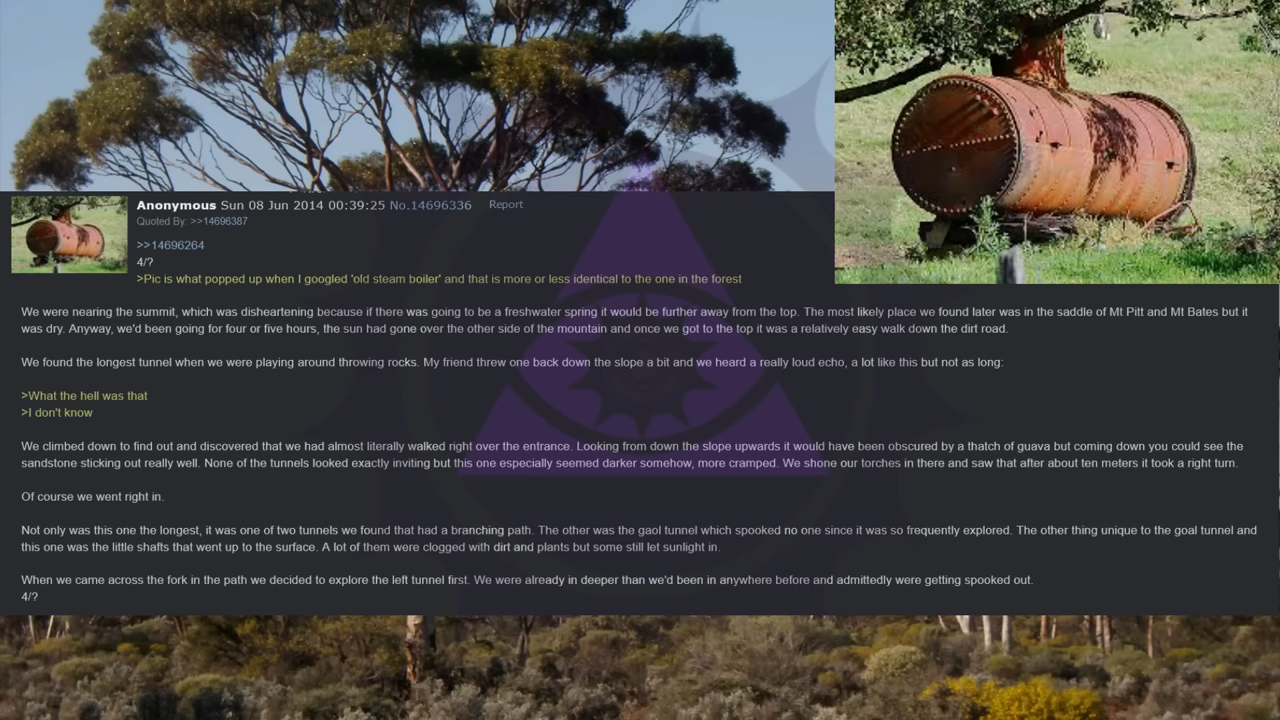 Anonymous Sun 08 Jun 2014 00:39:25 No.14696336 Report
Quoted By: >>14696387
>>14696264
4/?
>Pic is what popped up when I googled 'old steam boiler' and that is more or less identical to the one in the forest
We were nearing the summit, which was disheartening because if there was going to be a freshwater spring it would be further away from the top. The most likely place we found later was in the saddle of Mt Pitt and Mt Bates but it
was dry. Anyway, we'd been going for four or five hours, the sun had gone over the other side of the mountain and once we got to the top it was a relatively easy walk down the dirt road.
We found the longest tunnel when we were playing around throwing rocks. My friend threw one back down the slope a bit and we heard a really loud echo, a lot like this but not as long:
>What the hell was that
>I don't know
We climbed down to find out and discovered that we had almost literally walked right over the entrance. Looking from down the slope upwards it would have been obscured by a thatch of guava but coming down you could see the
sandstone sticking out really well. None of the tunnels looked exactly inviting but this one especially seemed darker somehow, more cramped. We shone our torches in there and saw that after about ten meters it took a right turn.
Of course we went right in.
Not only was this one the longest, it was one of two tunnels we found that had a branching path. The other was the gaol tunnel which spooked no one since it was so frequently explored. The other thing unique to the goal tunnel and
this one was the little shafts that went up to the surface. A lot of them were clogged with dirt and plants but some still let sunlight in.
When we came across the fork in the path we decided to explore the left tunnel first. We were already in deeper than we'd been in anywhere before and admittedly were getting spooked out.
4/?